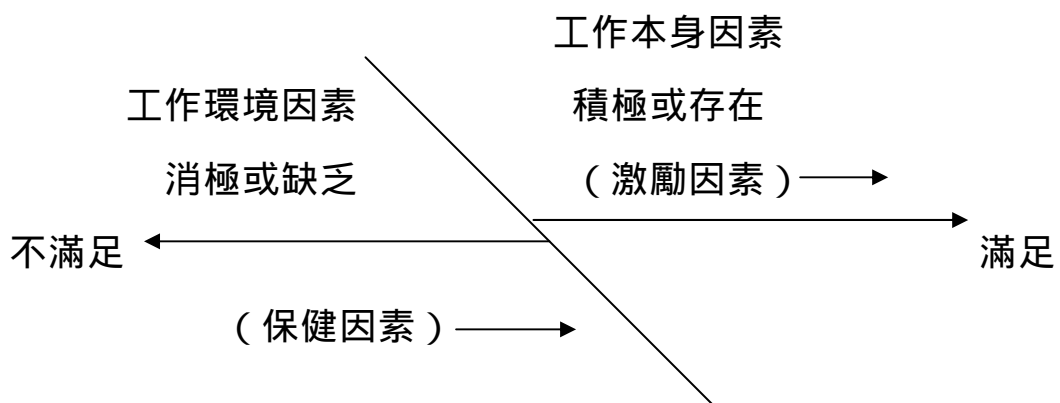 工作本身因素
工作環境因素
積極或存在
消極或缺乏
（激勵因素）
不滿足
滿足
（保健因素）